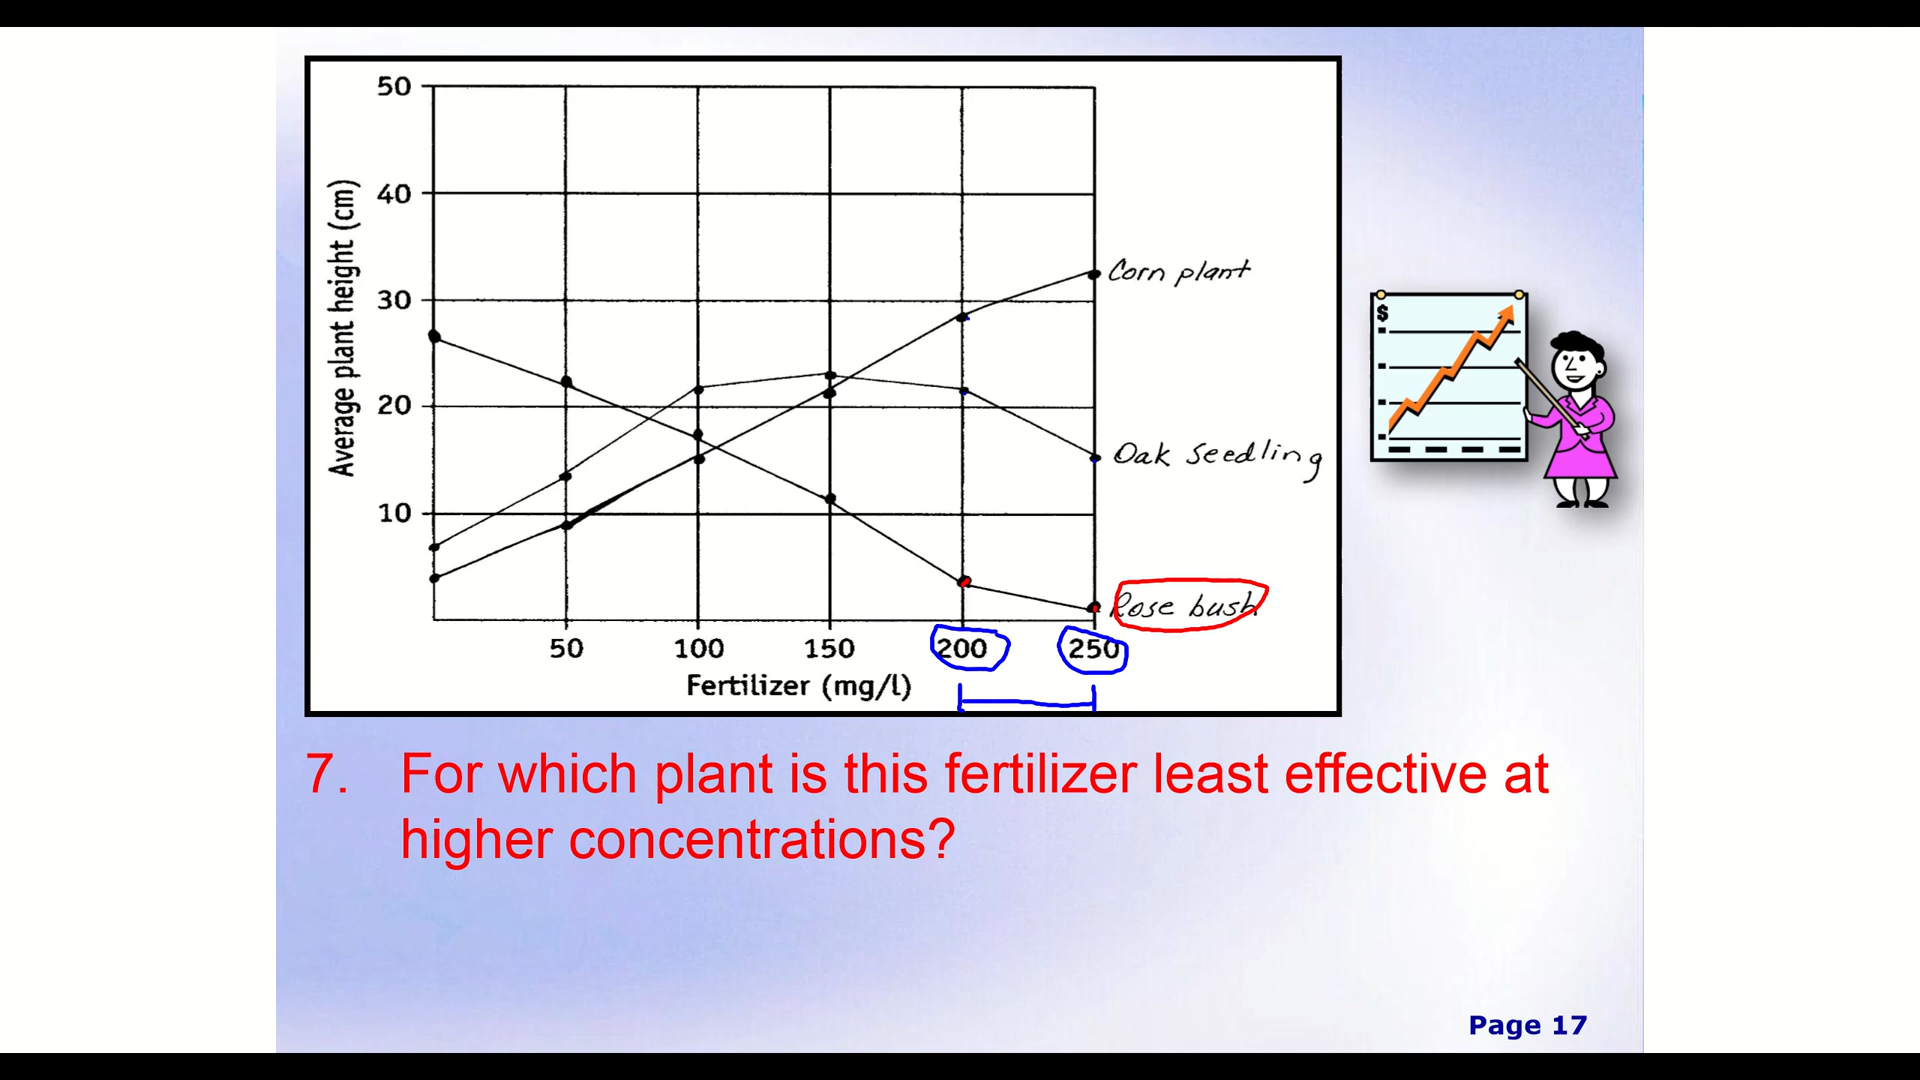 50
40
30
20
10
Average plant height (cm)
Corn plant
Oak seedling
Rose bush
50 100 150 200 250
Fertilizer (mg/l)
$
7. For which plant is this fertilizer least effective at
higher concentrations?
Page 17